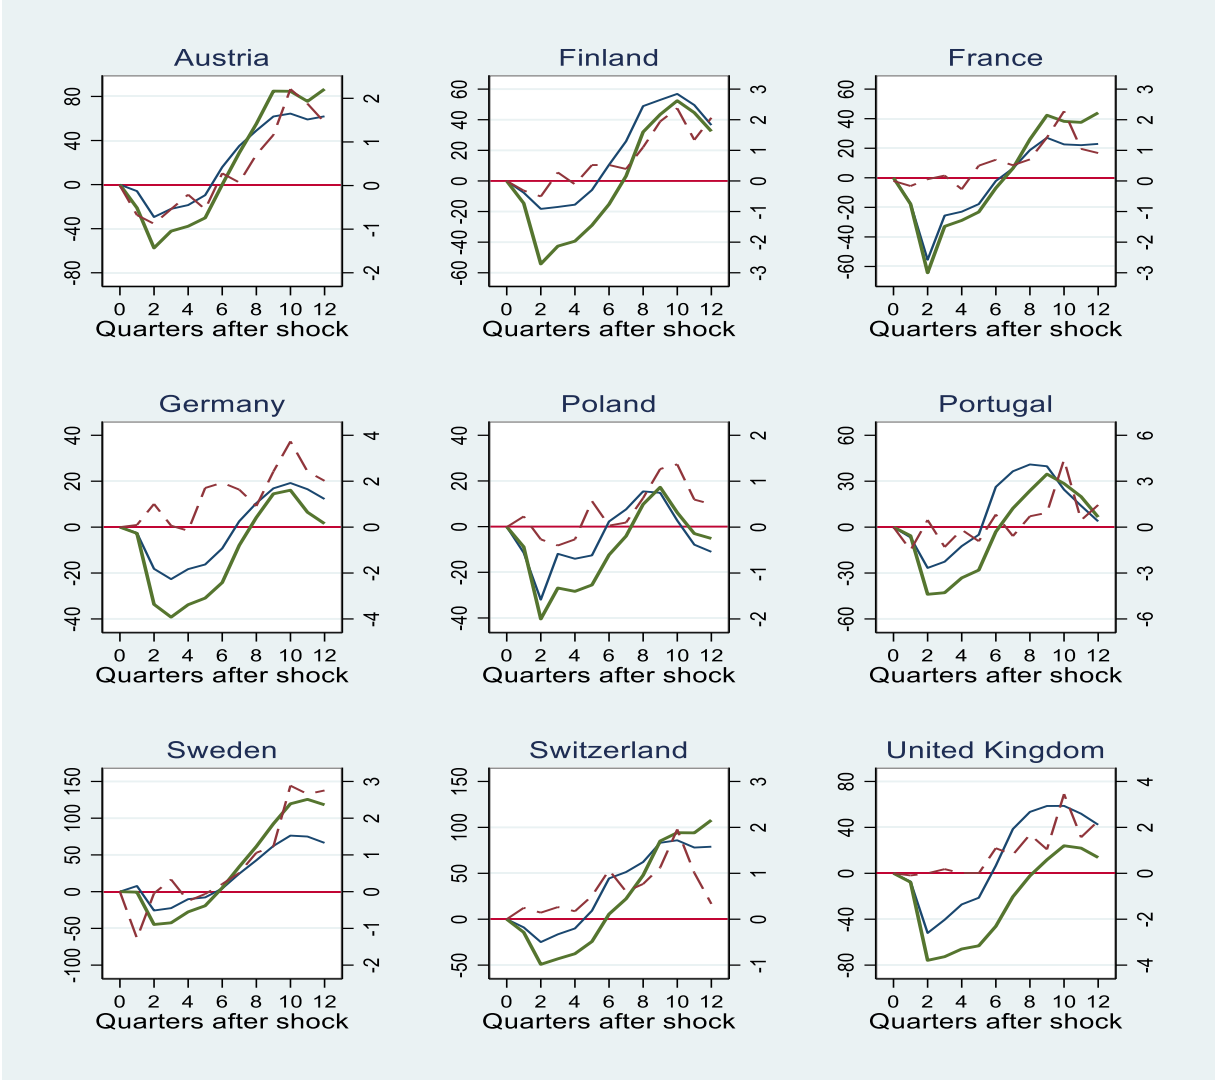 Austria Finland France
80 2 60 3 60 3
40 1 40 2 40 2
20 1 20 1
0 0 0 0 0 0
-20 -1 -20 -1
-40 -1 -40 -2 -40 -2
-80 -2 -60 -3 -60 -3
0 2 4 6 8 10 12 0 2 4 6 8 10 12 0 2 4 6 8 10 12
Quarters after shock Quarters after shock Quarters after shock
Germany Poland Portugal
40 4 40 2 60 6
20 2 20 1 30 3
0 0 0 0 0 0
-20 -2 -20 -1 -30 -3
-40 -4 -40 -2 -60 -6
0 2 4 6 8 10 12 0 2 4 6 8 10 12 0 2 4 6 8 10 12
Quarters after shock Quarters after shock Quarters after shock
Sweden Switzerland United Kingdom
150 3 150 3 80 4
100 2 100 2 40 2
50 1 50 1
0 0 0 0 0 0
-50 -1 -40 -2
-100 -2 -50 -1 -80 -4
0 2 4 6 8 10 12 0 2 4 6 8 10 12 0 2 4 6 8 10 12
Quarters after shock Quarters after shock Quarters after shock